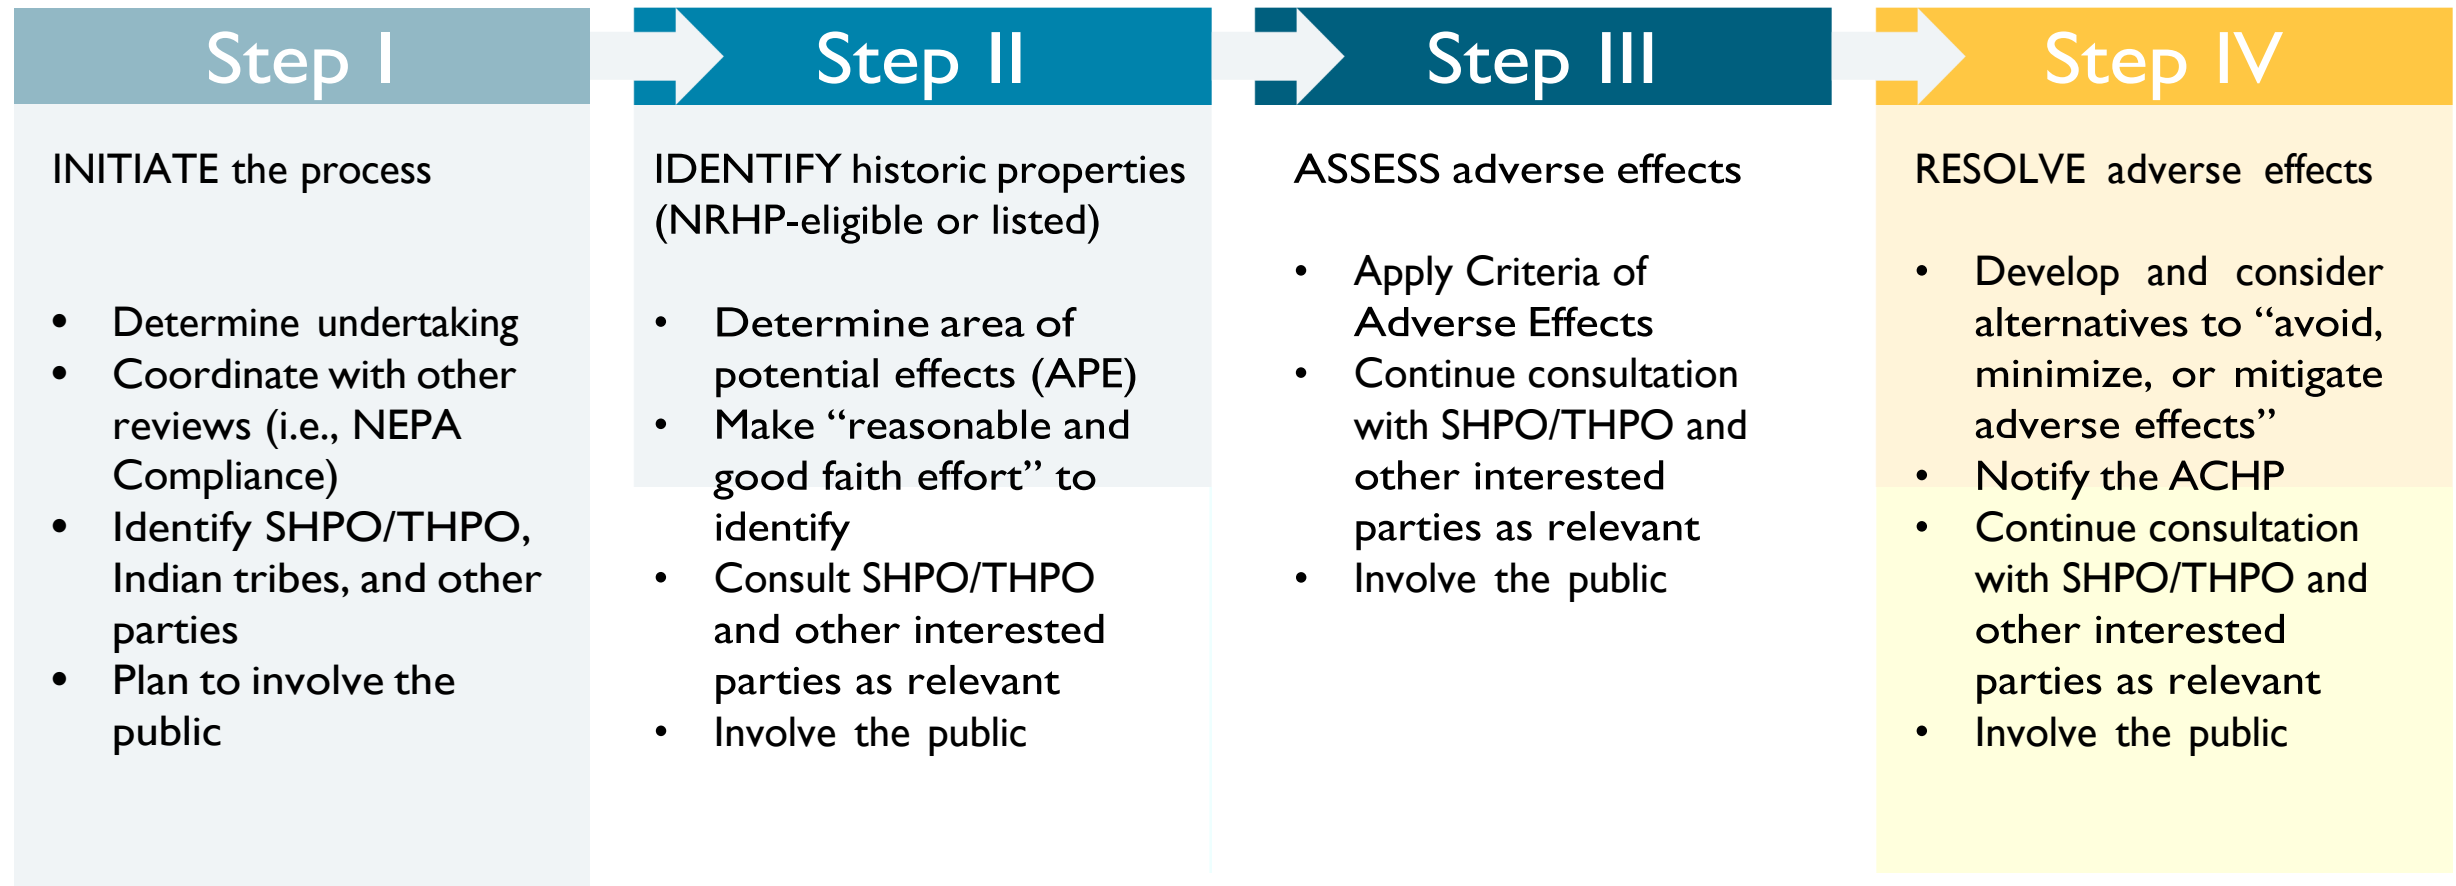 Step I
INITIATE the process
• Determine undertaking
• Coordinate with other
reviews (i.e., NEPA
Compliance)
• Identify SHPO/THPO,
Indian tribes, and other
parties
• Plan to involve the
public
Step II
IDENTIFY historic properties
(NRHP-eligible or listed)
• Determine area of
potential effects (APE)
• Make “reasonable and
good faith effort” to
identify
• Consult SHPO/THPO
and other interested
parties as relevant
• Involve the public
Step III
ASSESS adverse effects
• Apply Criteria of
Adverse Effects
• Continue consultation
with SHPO/THPO and
other interested
parties as relevant
• Involve the public
Step IV
RESOLVE adverse effects
• Develop and consider
alternatives to “avoid,
minimize, or mitigate
adverse effects”
• Notify the ACHP
• Continue consultation
with SHPO/THPO and
other interested
parties as relevant
• Involve the public